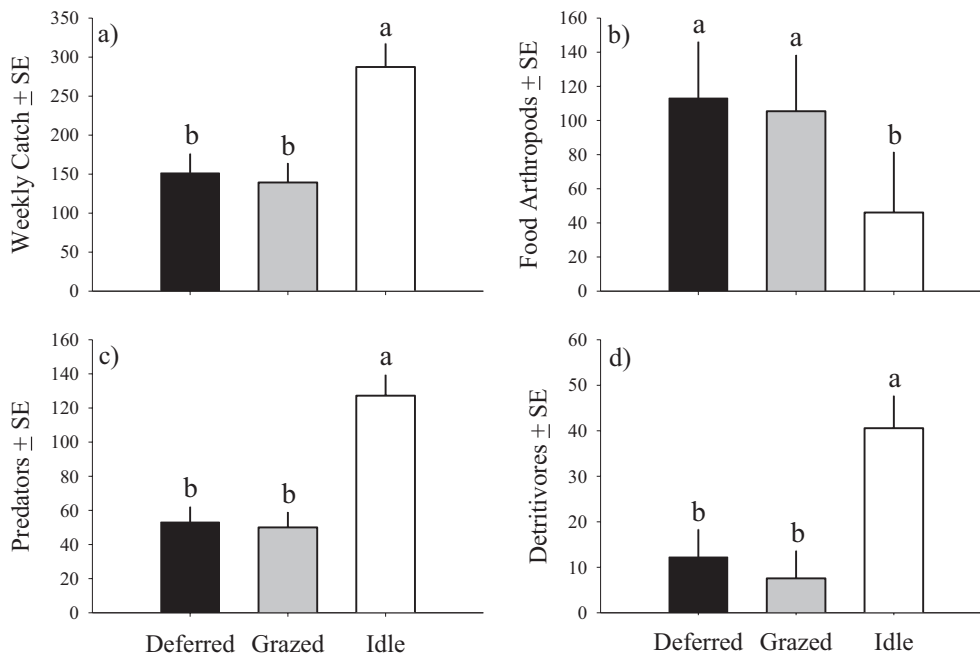 a)
Weekly Catch ± SE
350
300
250
200
150
100
50
0
b
b
a
b)
Food Arthropods ± SE
160
140
120
100
80
60
40
20
0
a
a
b
c)
Predators ± SE
160
140
120
100
80
60
40
20
0
b
b
a
Deferred Grazed Idle
d)
Detritivores ± SE
60
50
40
30
20
10
0
b
b
a
Deferred Grazed Idle